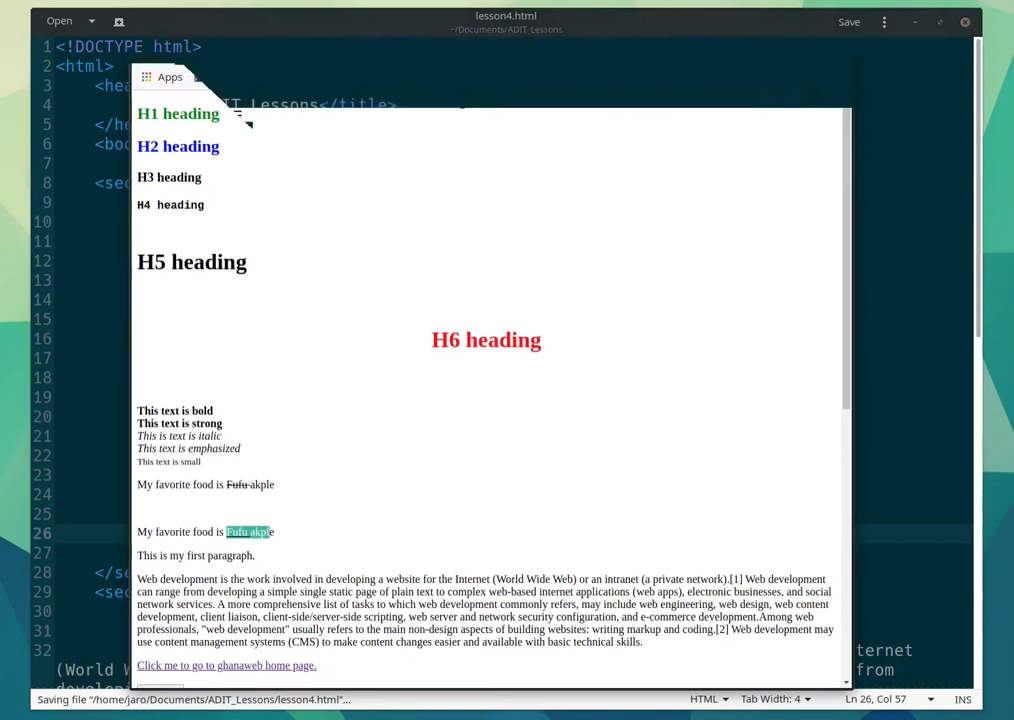 Open
lesson4.html
~/Documents/ADIT_Lessons
Save
1 <!DOCTYPE html>
2 <html>
3 <hea
4 IT_Lessons</title>
5 </he
6 <bod
7
8 <sec
9
10
11
12
13
14
15
16
17
18
19
20
21
22
23
24
25
26
27
28 </se
29 <sec
30
31
32 ternet
(World W from
Apps
H1 heading
H2 heading
H3 heading
H4 heading
H5 heading
H6 heading
This text is bold
This text is strong
This is text is italic
This text is emphasized
This text is small
My favorite food is Fufu akple
My favorite food is Fufu akple
This is my first paragraph.
Web development is the work involved in developing a website for the Internet (World Wide Web) or an intranet (a private network).[1] Web development
can range from developing a simple single static page of plain text to complex web-based internet applications (web apps), electronic businesses, and social
network services. A more comprehensive list of tasks to which web development commonly refers, may include web engineering, web design, web content
development, client liaison, client-side/server-side scripting, web server and network security configuration, and e-commerce development.Among web
professionals, "web development" usually refers to the main non-design aspects of building websites: writing markup and coding.[2] Web development may
use content management systems (CMS) to make content changes easier and available with basic technical skills.
Click me to go to ghanaweb home page.
Saving file “/home/jaro/Documents/ADIT_Lessons/lesson4.html”...
HTML
Tab Width: 4
Ln 26, Col 57
INS